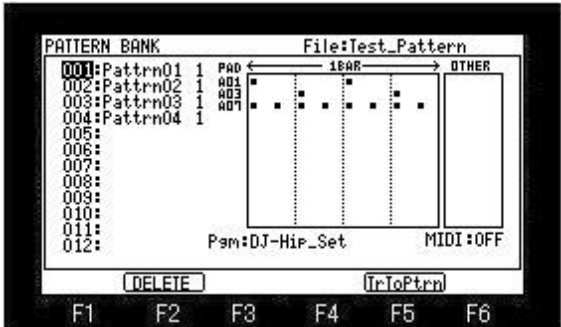 PATTERN BANK File:Test_Pattern
001:Pattrn01 1 PAD 1BAR OTHER
002:Pattrn02 1 A01
003:Pattrn03 1 A03
004:Pattrn04 1 A07
005:
006:
007:
008:
009:
010:
011:
012: Pgm:DJ-Hip_Set MIDI:OFF
DELETE TrToPtrn
F1 F2 F3 F4 F5 F6